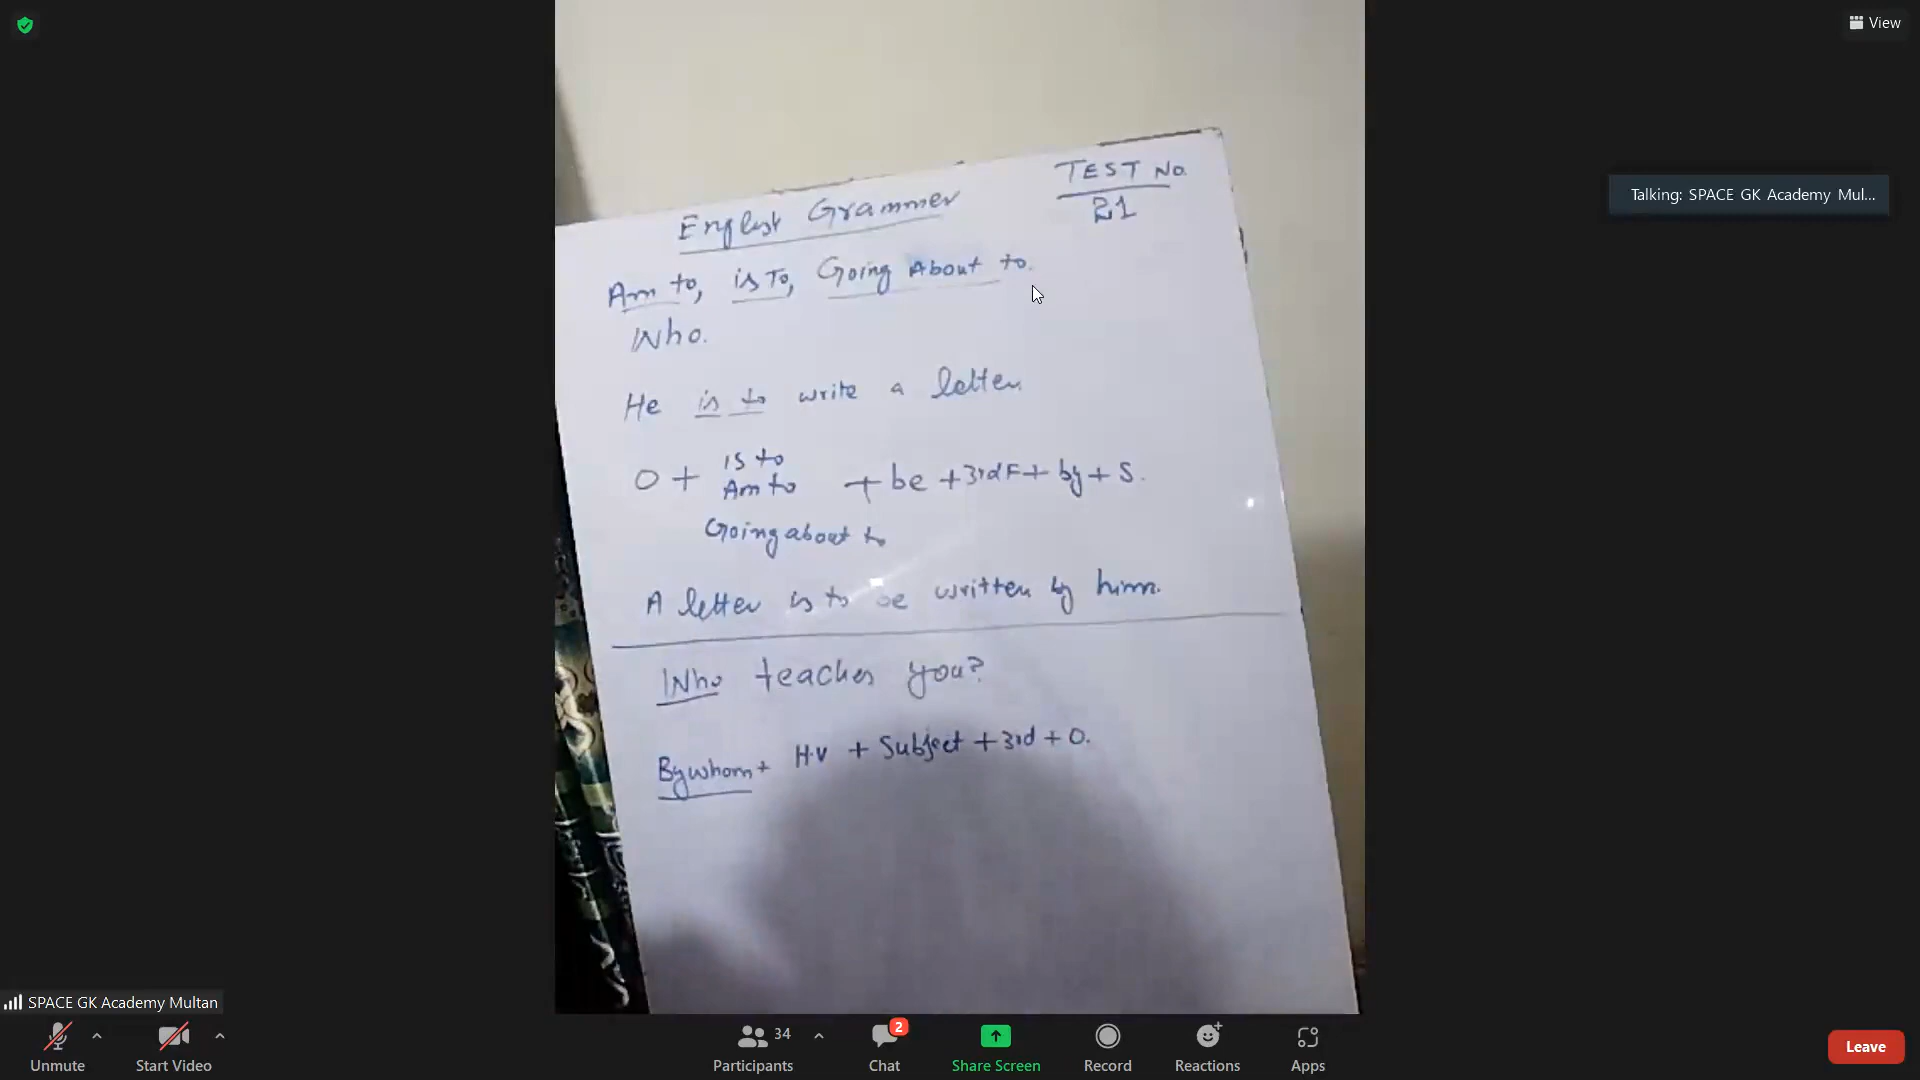 View
Talking: SPACE GK Academy Mul...
TEST No.
21
English Grammer
Am to, is To, Going About to.
Who.
He is to write a letter.
O + is to
Am to
Going about to
+ be + 3rd F + by + S.
A letter is to be written by him.
Who teaches you?
By whom + H.V + Subject + 3rd + O.
SPACE GK Academy Multan
Unmute
Start Video
Participants
34
Chat
2
Share Screen
Record
Reactions
Apps
Leave